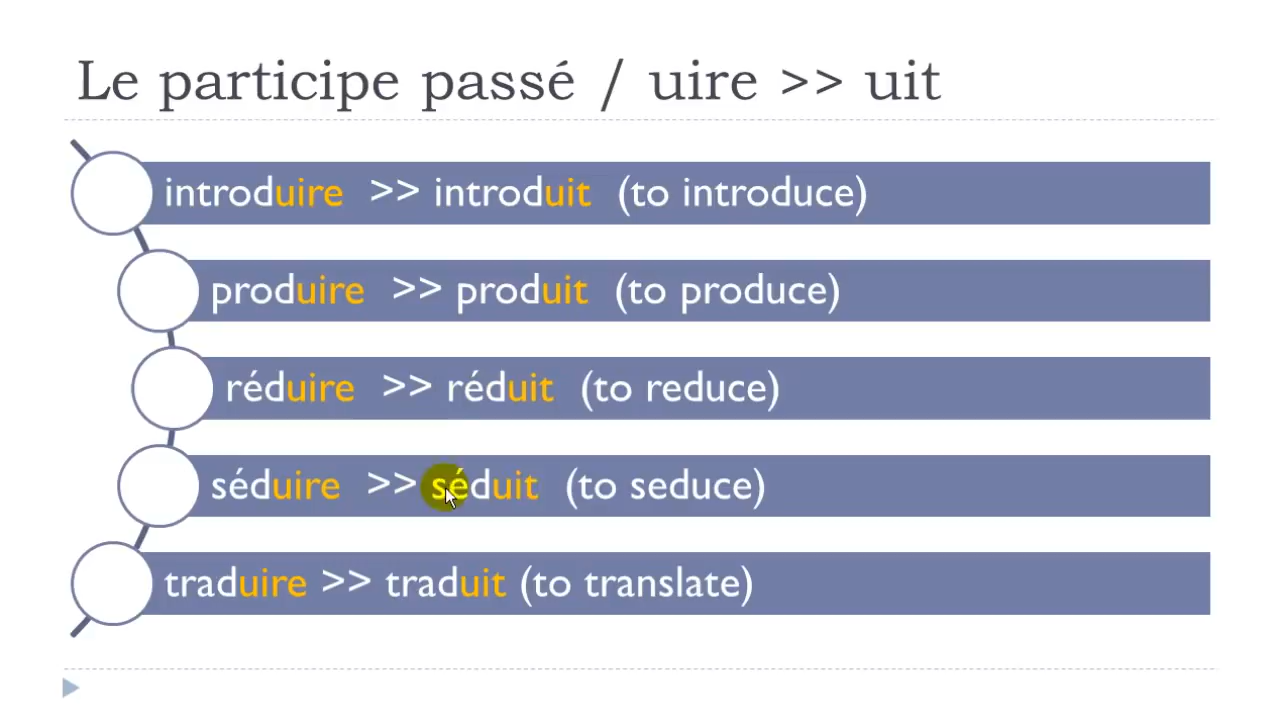 Le participe passé / uire >> uit
introduire >> introduit (to introduce)
produire >> produit (to produce)
réduire >> réduit (to reduce)
séduire >> séduit (to seduce)
traduire >> traduit (to translate)